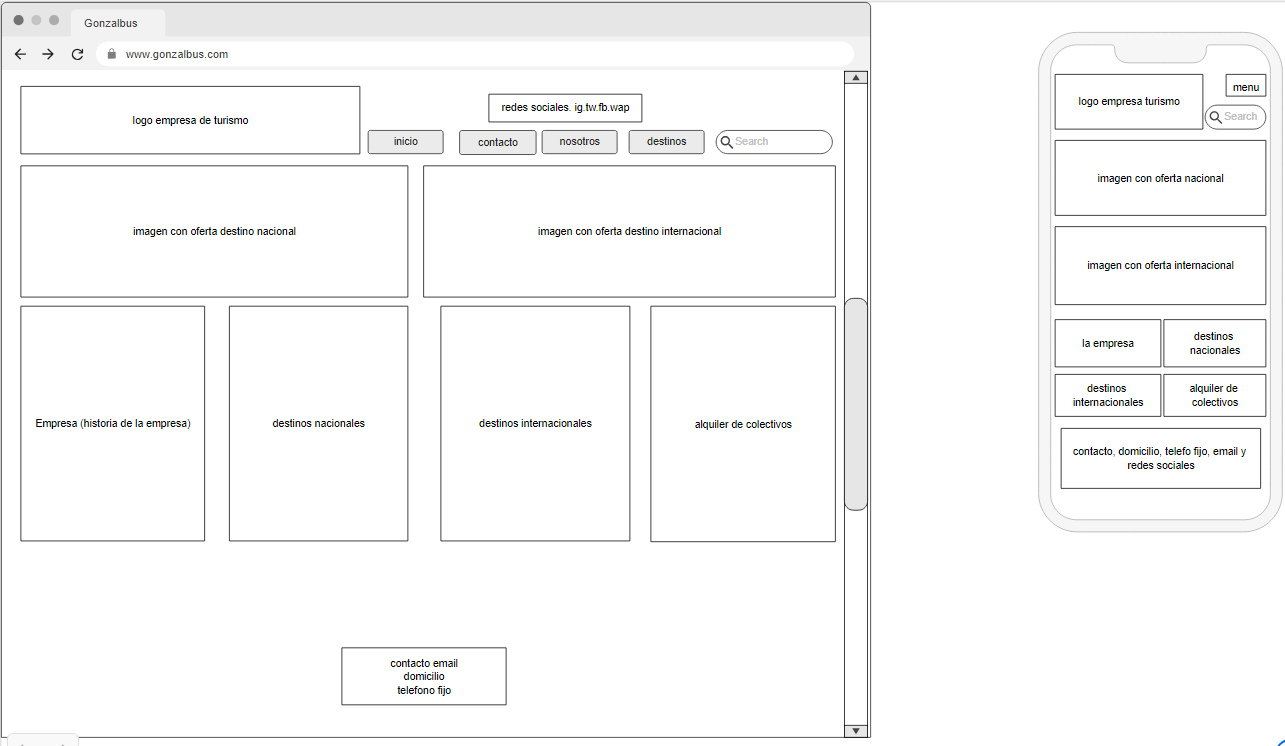 Gonzalbus
www.gonzalbus.com
logo empresa de turismo
redes sociales. ig.tw.fb.wap
inicio
contacto
nosotros
destinos
Search
imagen con oferta destino nacional
imagen con oferta destino internacional
Empresa (historia de la empresa)
destinos nacionales
destinos internacionales
alquiler de colectivos
contacto email
domicilio
telefono fijo
logo empresa turismo
menu
Search
imagen con oferta nacional
imagen con oferta internacional
la empresa
destinos
nacionales
destinos
internacionales
alquiler de
colectivos
contacto, domicilio, telefo fijo, email y
redes sociales